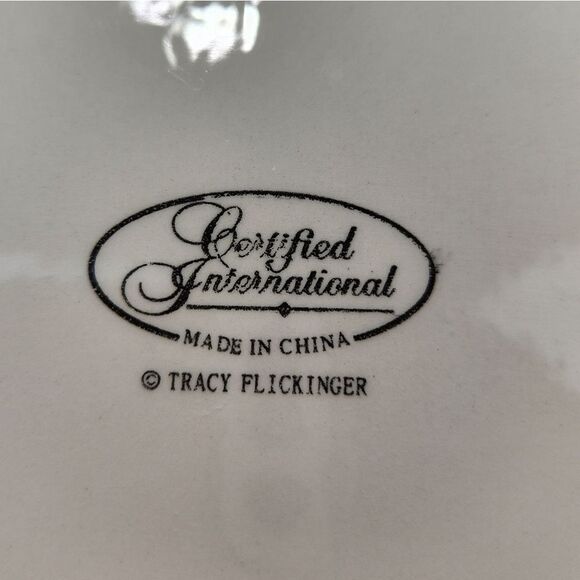 Certified
International
MADE IN CHINA
© TRACY FLICKINGER